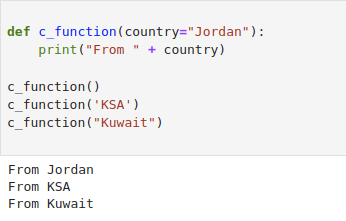 def c_function(country="Jordan"):
    print("From " + country)
c_function()
c_function('KSA')
c_function("Kuwait")
From Jordan
From KSA
From Kuwait